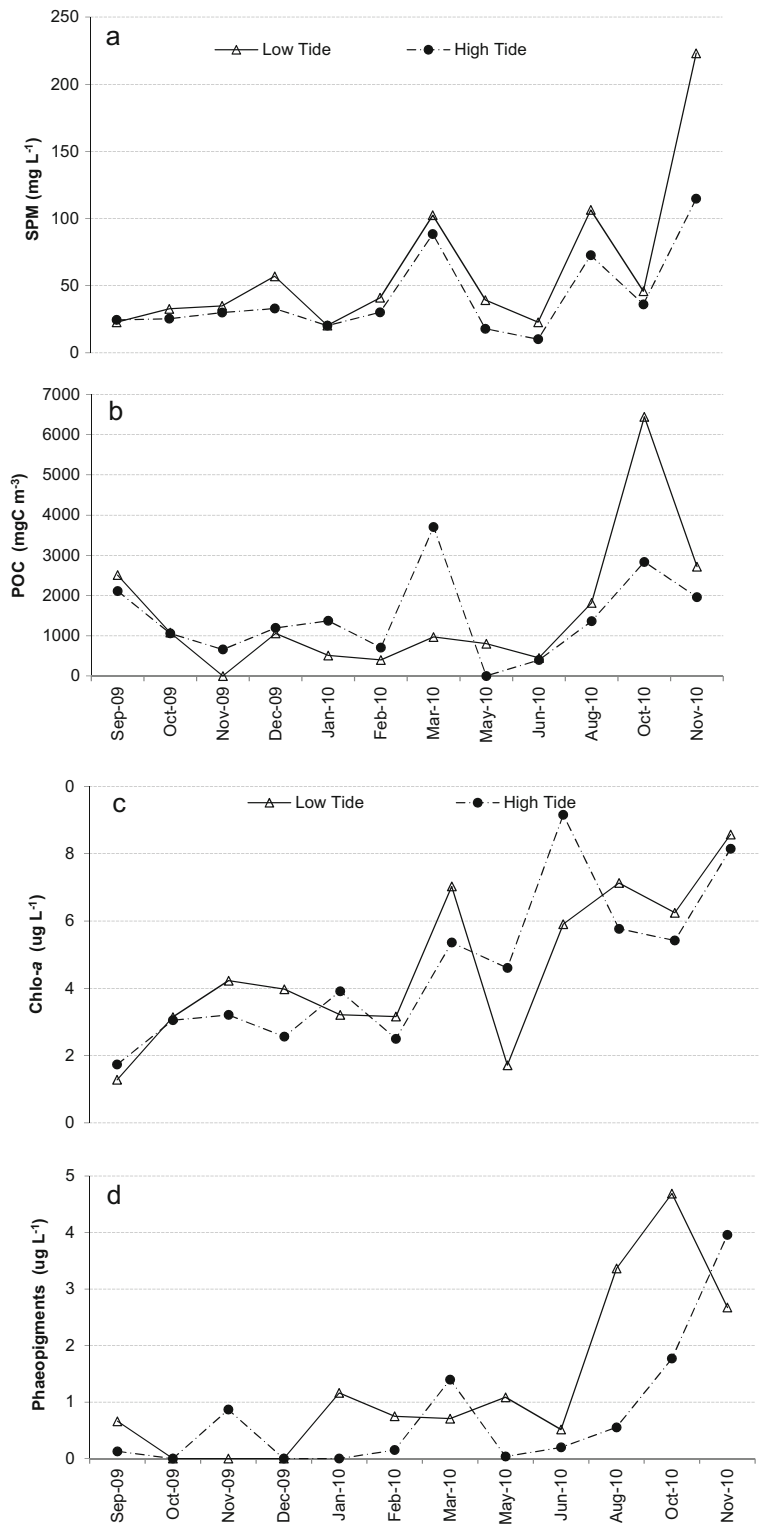 a
Low Tide High Tide
250
200
150
100
50
0
SPM (mg L-1)
b
7000
6000
5000
4000
3000
2000
1000
0
POC (mgC m-3)
Sep-09 Oct-09 Nov-09 Dec-09 Jan-10 Feb-10 Mar-10 May-10 Jun-10 Aug-10 Oct-10 Nov-10
c
Low Tide High Tide
0
8
6
4
2
0
Chlo-a (ug L-1)
d
5
4
3
2
1
0
Phaeopigments (ug L-1)
Sep-09 Oct-09 Nov-09 Dec-09 Jan-10 Feb-10 Mar-10 May-10 Jun-10 Aug-10 Oct-10 Nov-10